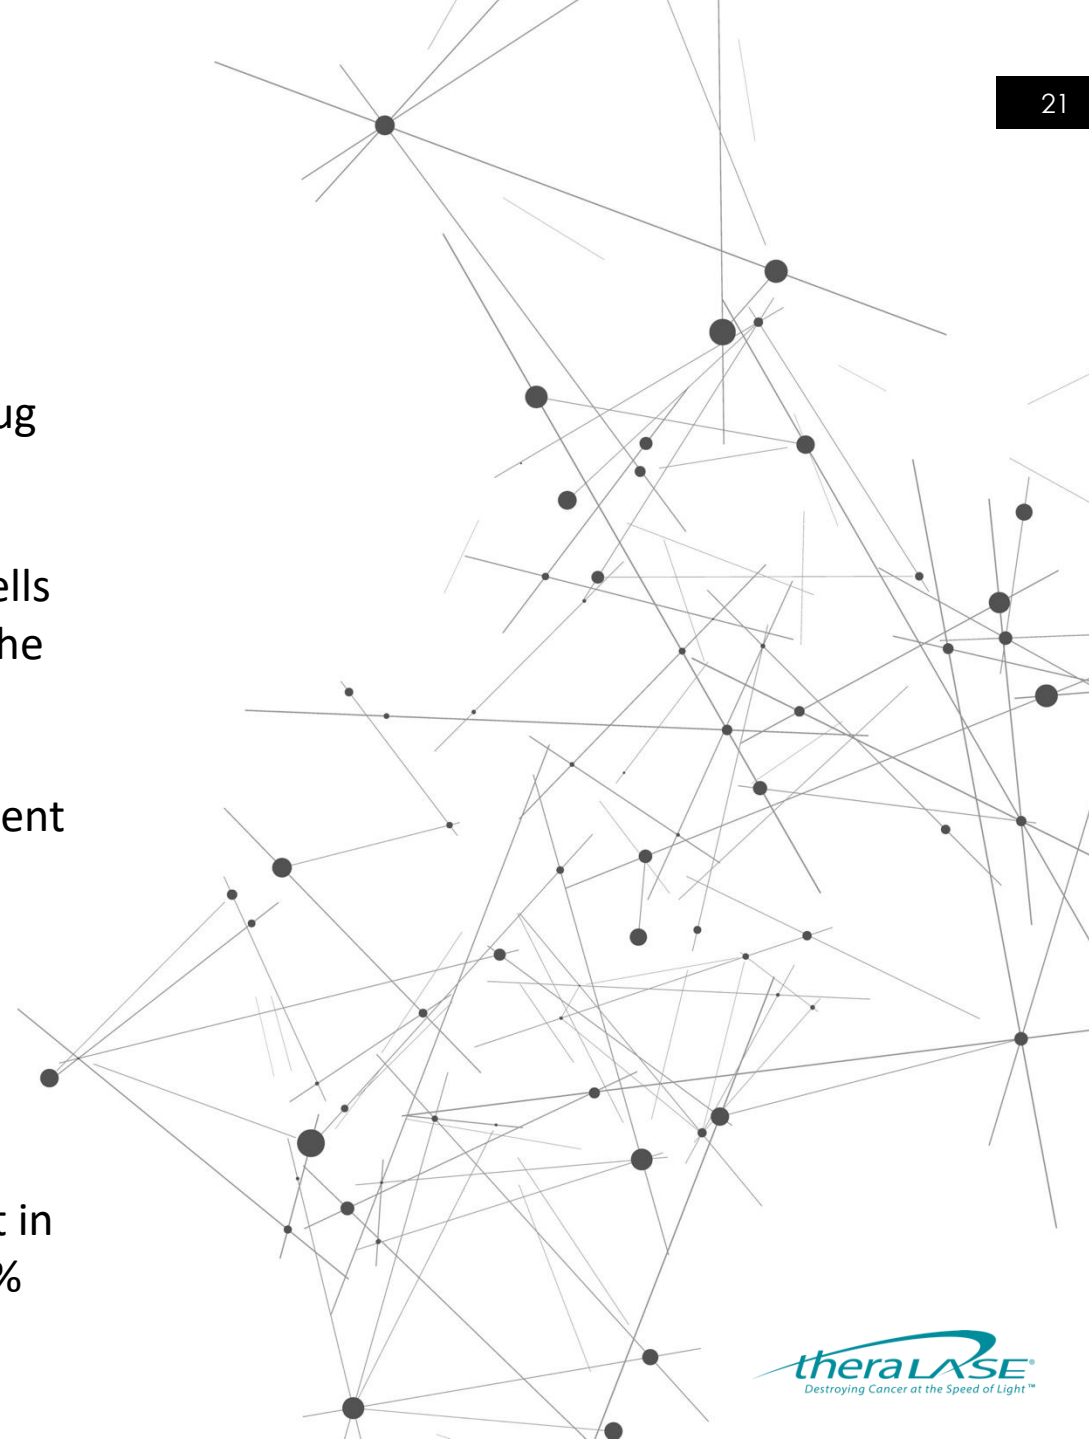 21
ug
ells
he
ent
t in
%
theraLASE®
Destroying Cancer at the Speed of Light™